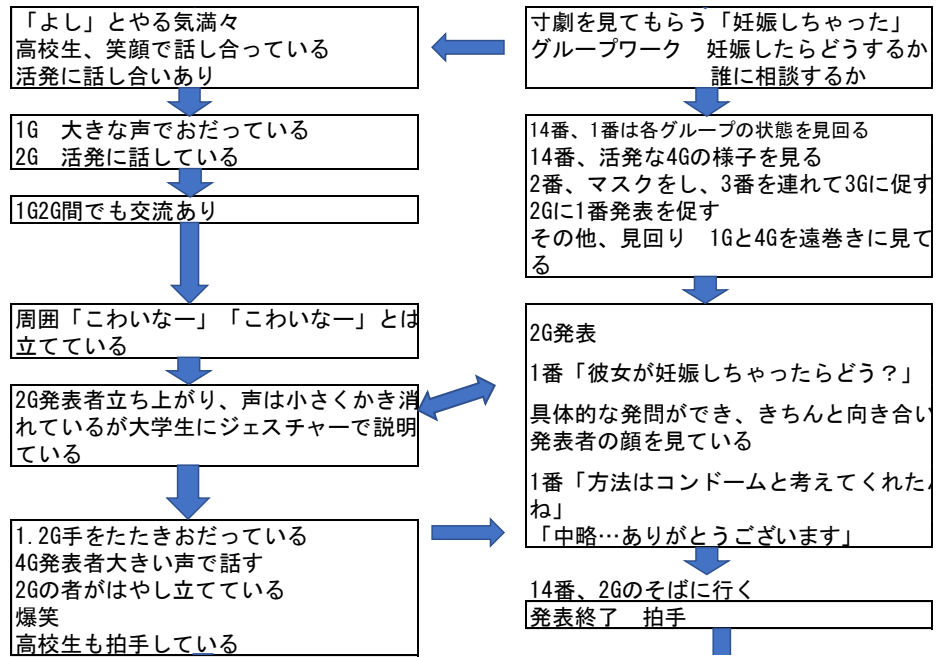 「よし」とやる気満々
高校生、笑顔で話し合っている
活発に話し合いあり
1G　大きな声でおだっている
2G　活発に話している
1G2G間でも交流あり
周囲「こわいなー」「こわいなー」とは
立てている
2G発表者立ち上がり、声は小さくかき消
れているが大学生にジェスチャーで説明
ている
1.2G手をたたきおだっている
4G発表者大きい声で話す
2Gの者がはやし立てている
爆笑
高校生も拍手している
寸劇を見てもらう「妊娠しちゃった」
グループワーク　妊娠したらどうするか
誰に相談するか
14番、1番は各グループの状態を見回る
14番、活発な4Gの様子を見る
2番、マスクをし、3番を連れて3Gに促す
2Gに1番発表を促す
その他、見回り　1Gと4Gを遠巻きに見て
る
2G発表
1番「彼女が妊娠しちゃったらどう？」
具体的な発問ができ、きちんと向き合い
発表者の顔を見ている
1番「方法はコンドームと考えてくれた
ね」
「中略…ありがとうございます」
14番、2Gのそばに行く
発表終了　拍手